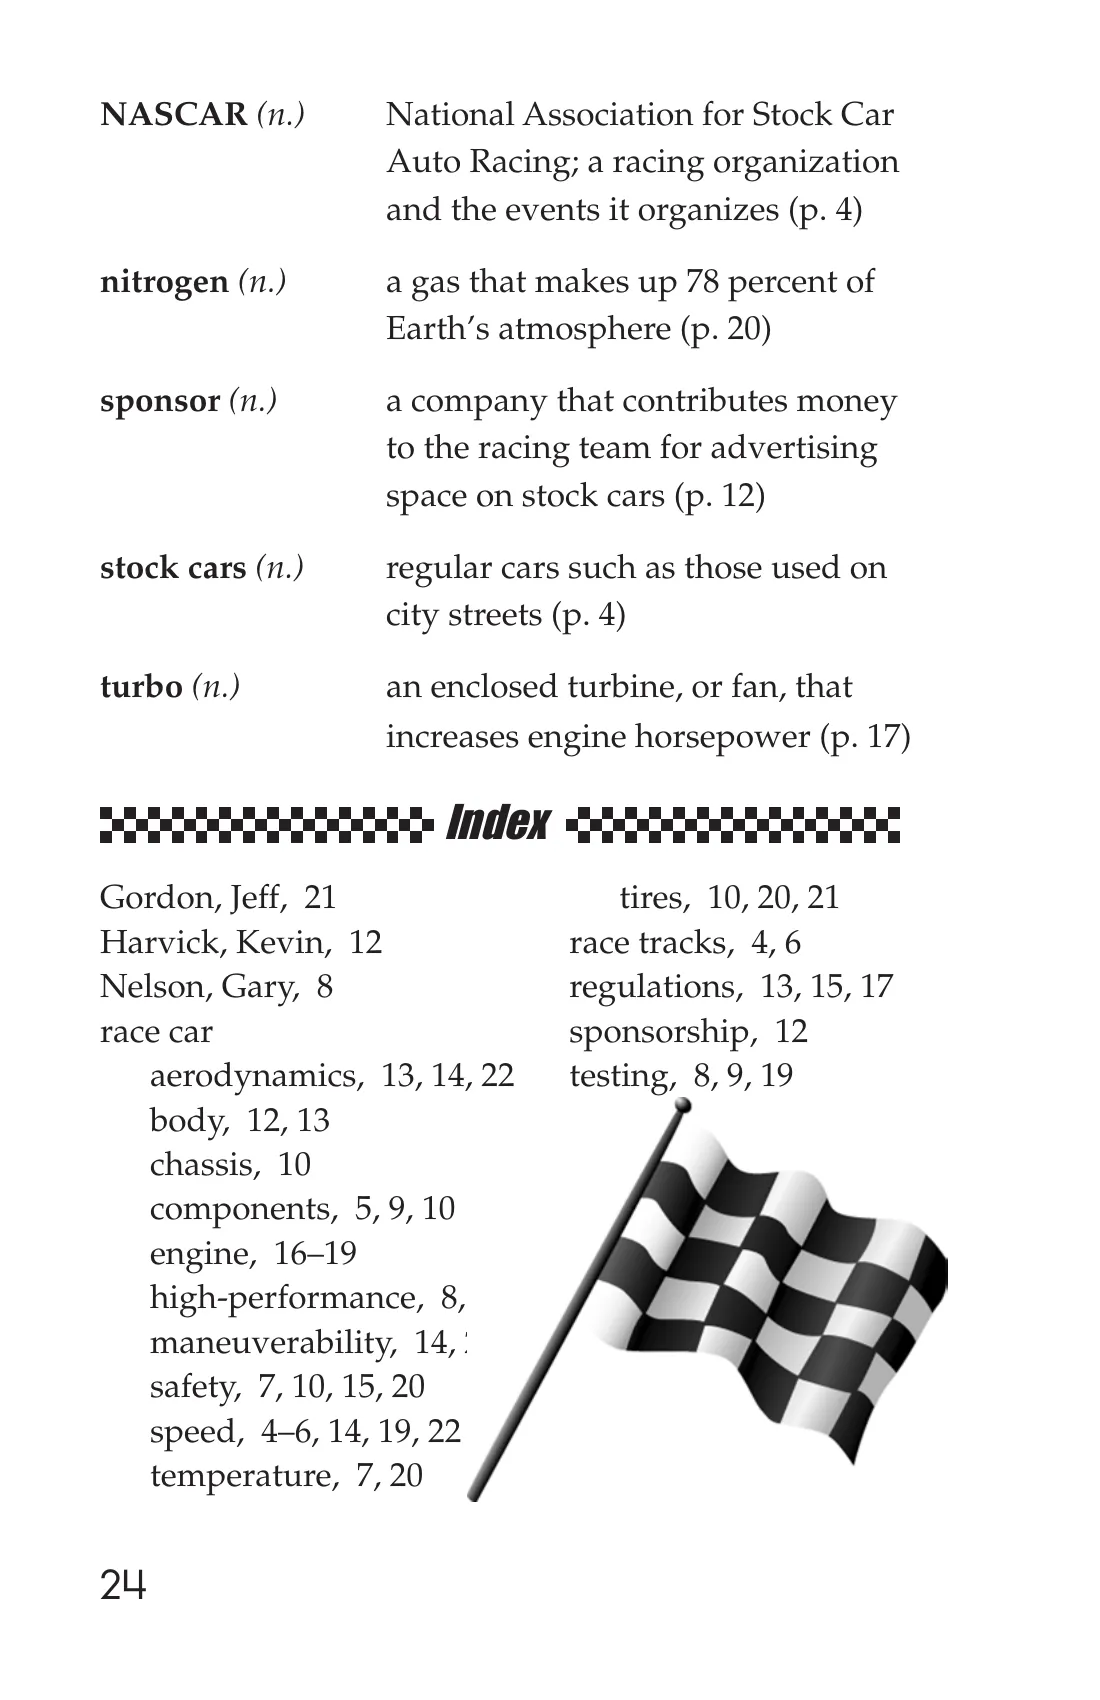 NASCAR (n.)
National Association for Stock Car
Auto Racing; a racing organization
and the events it organizes (p. 4)
nitrogen (n.)
a gas that makes up 78 percent of
Earth’s atmosphere (p. 20)
sponsor (n.)
a company that contributes money
to the racing team for advertising
space on stock cars (p. 12)
stock cars (n.)
regular cars such as those used on
city streets (p. 4)
turbo (n.)
an enclosed turbine, or fan, that
increases engine horsepower (p. 17)
Index
Gordon, Jeff, 21
Harvick, Kevin, 12
Nelson, Gary, 8
race car
aerodynamics, 13, 14, 22
body, 12, 13
chassis, 10
components, 5, 9, 10
engine, 16–19
high-performance, 8,
maneuverability, 14,
safety, 7, 10, 15, 20
speed, 4–6, 14, 19, 22
temperature, 7, 20
tires, 10, 20, 21
race tracks, 4, 6
regulations, 13, 15, 17
sponsorship, 12
testing, 8, 9, 19
24